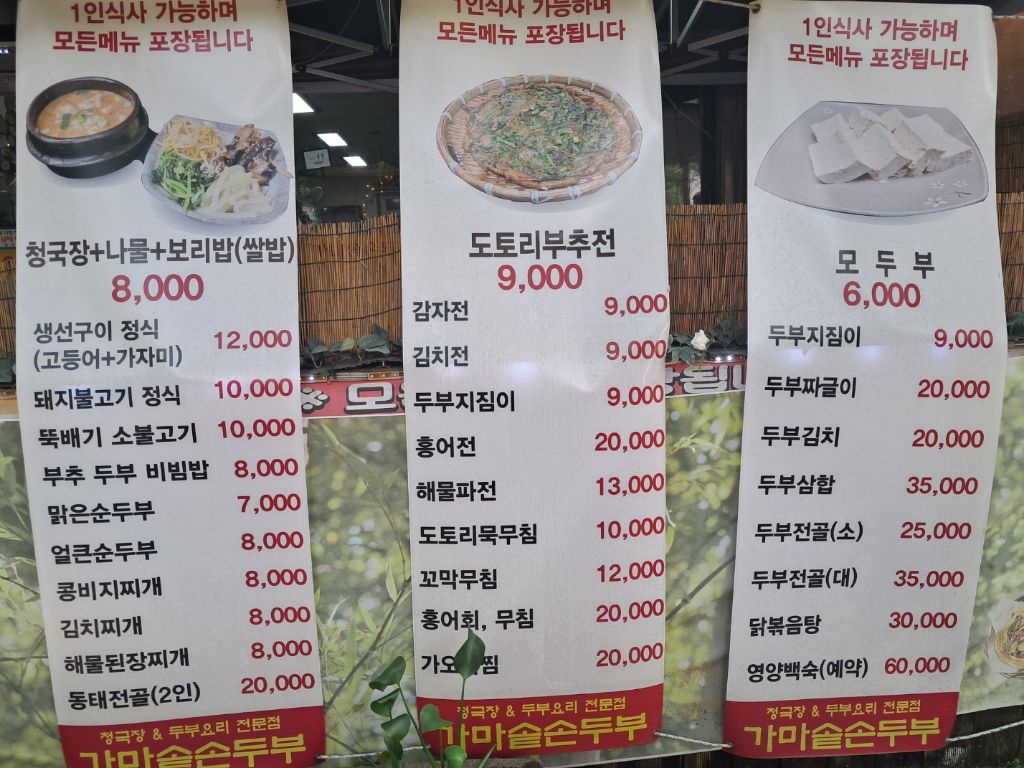 1인식사 가능하며
모든메뉴 포장됩니다
청국장+나물+보리밥(쌀밥)
8,000
생선구이 정식
(고등어+가자미) 12,000
돼지불고기 정식 10,000
뚝배기 소불고기 10,000
부추 두부 비빔밥 8,000
맑은순두부 7,000
얼큰순두부 8,000
콩비지찌개 8,000
김치찌개 8,000
해물된장찌개 8,000
동태전골(2인) 20,000
청국장 & 두부요리 전문점
가마솥손두부
1인식사 가능하며
모든메뉴 포장됩니다
도토리부추전
9,000
감자전 9,000
김치전 9,000
두부지짐이 9,000
홍어전 20,000
해물파전 13,000
도토리묵무침 10,000
꼬막무침 12,000
홍어회, 무침 20,000
가오 찜 20,000
청국장 & 두부요리 전문점
가마솥손두부
1인식사 가능하며
모든메뉴 포장됩니다
모두부
6,000
두부지짐이 9,000
두부짜글이 20,000
두부김치 20,000
두부삼합 35,000
두부전골(소) 25,000
두부전골(대) 35,000
닭볶음탕 30,000
영양백숙(예약) 60,000
청국장 & 두부요리 전문점
가마솥손두부